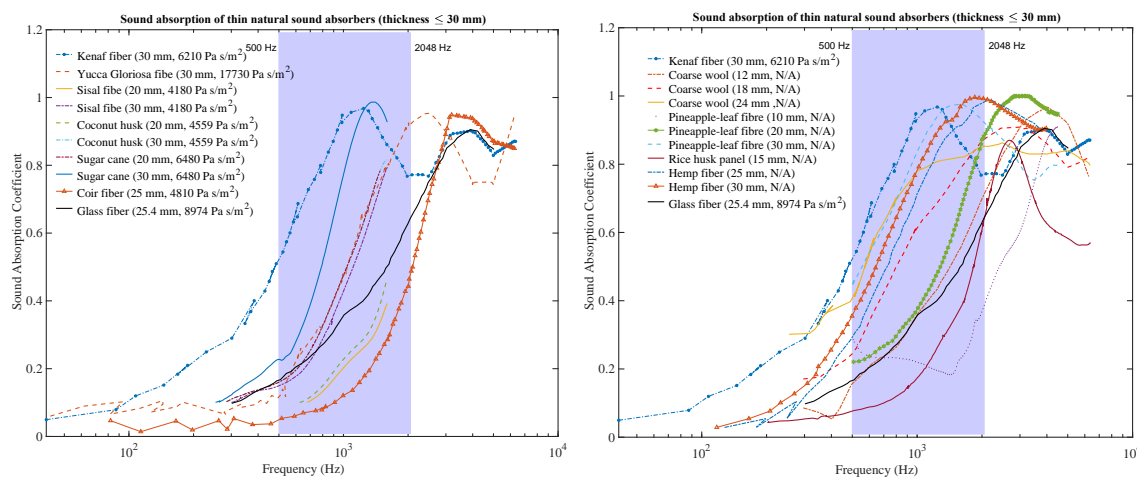 Sound absorption of thin natural sound absorbers (thickness ≤ 30 mm)
1.2
1
0.8
0.6
0.4
0.2
0
Sound Absorption Coefficient
500 Hz
2048 Hz
Kenaf fiber (30 mm, 6210 Pa s/m²)
Yucca Gloriosa fibe (30 mm, 17730 Pa s/m²)
Sisal fibe (20 mm, 4180 Pa s/m²)
Sisal fibe (30 mm, 4180 Pa s/m²)
Coconut husk (20 mm, 4559 Pa s/m²)
Coconut husk (30 mm, 4559 Pa s/m²)
Sugar cane (20 mm, 6480 Pa s/m²)
Sugar cane (30 mm, 6480 Pa s/m²)
Coir fiber (25 mm, 4810 Pa s/m²)
Glass fiber (25.4 mm, 8974 Pa s/m²)
10² 10³ 10⁴
Frequency (Hz)
Sound absorption of thin natural sound absorbers (thickness ≤ 30 mm)
1.2
1
0.8
0.6
0.4
0.2
0
Sound Absorption Coefficient
500 Hz
2048 Hz
Kenaf fiber (30 mm, 6210 Pa s/m²)
Coarse wool (12 mm, N/A)
Coarse wool (18 mm, N/A)
Coarse wool (24 mm ,N/A)
Pineapple-leaf fibre (10 mm, N/A)
Pineapple-leaf fibre (20 mm, N/A)
Pineapple-leaf fibre (30 mm, N/A)
Rice husk panel (15 mm, N/A)
Hemp fiber (25 mm, N/A)
Hemp fiber (30 mm, N/A)
Glass fiber (25.4 mm, 8974 Pa s/m²)
10² 10³ 10
Frequency (Hz)